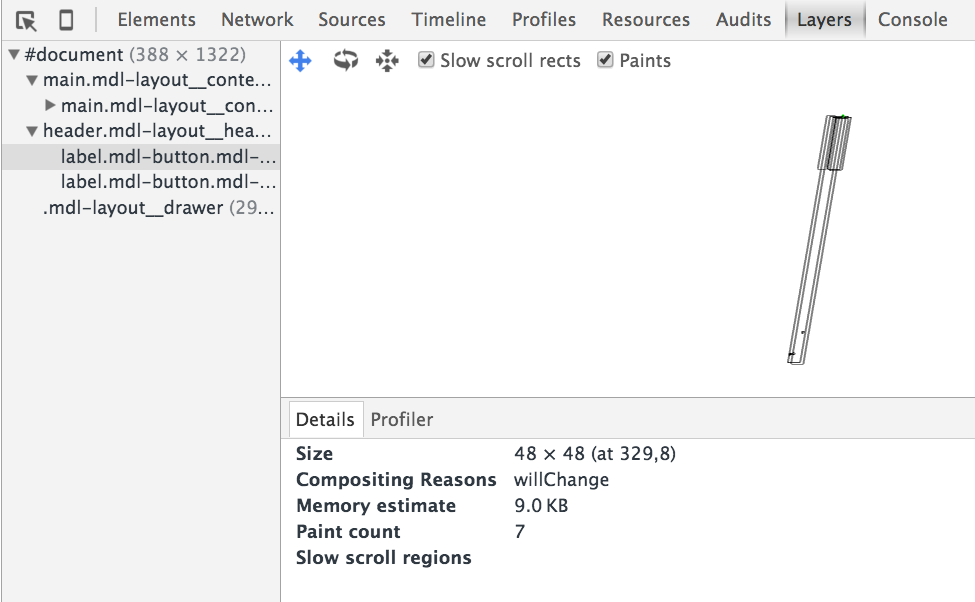 Elements Network Sources Timeline Profiles Resources Audits Layers Console
#document (388 × 1322)
main.mdl-layout__conte...
main.mdl-layout__con...
header.mdl-layout__hea...
label.mdl-button.mdl-...
label.mdl-button.mdl-...
.mdl-layout__drawer (29...
Slow scroll rects Paints
Details Profiler
Size 48 × 48 (at 329,8)
Compositing Reasons willChange
Memory estimate 9.0 KB
Paint count 7
Slow scroll regions